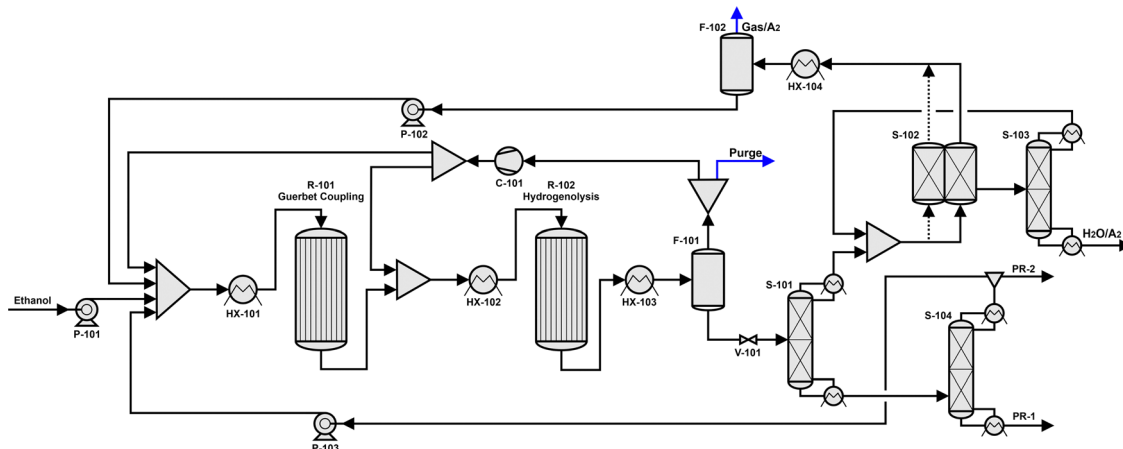 F-102
Gas/A2
HX-104
P-102
S-102
S-103
Purge
C-101
R-101
Guerbet Coupling
R-102
Hydrogenolysis
F-101
H2O/A2
Ethanol
P-101
HX-101
HX-102
HX-103
S-101
PR-2
V-101
S-104
PR-1
P-103